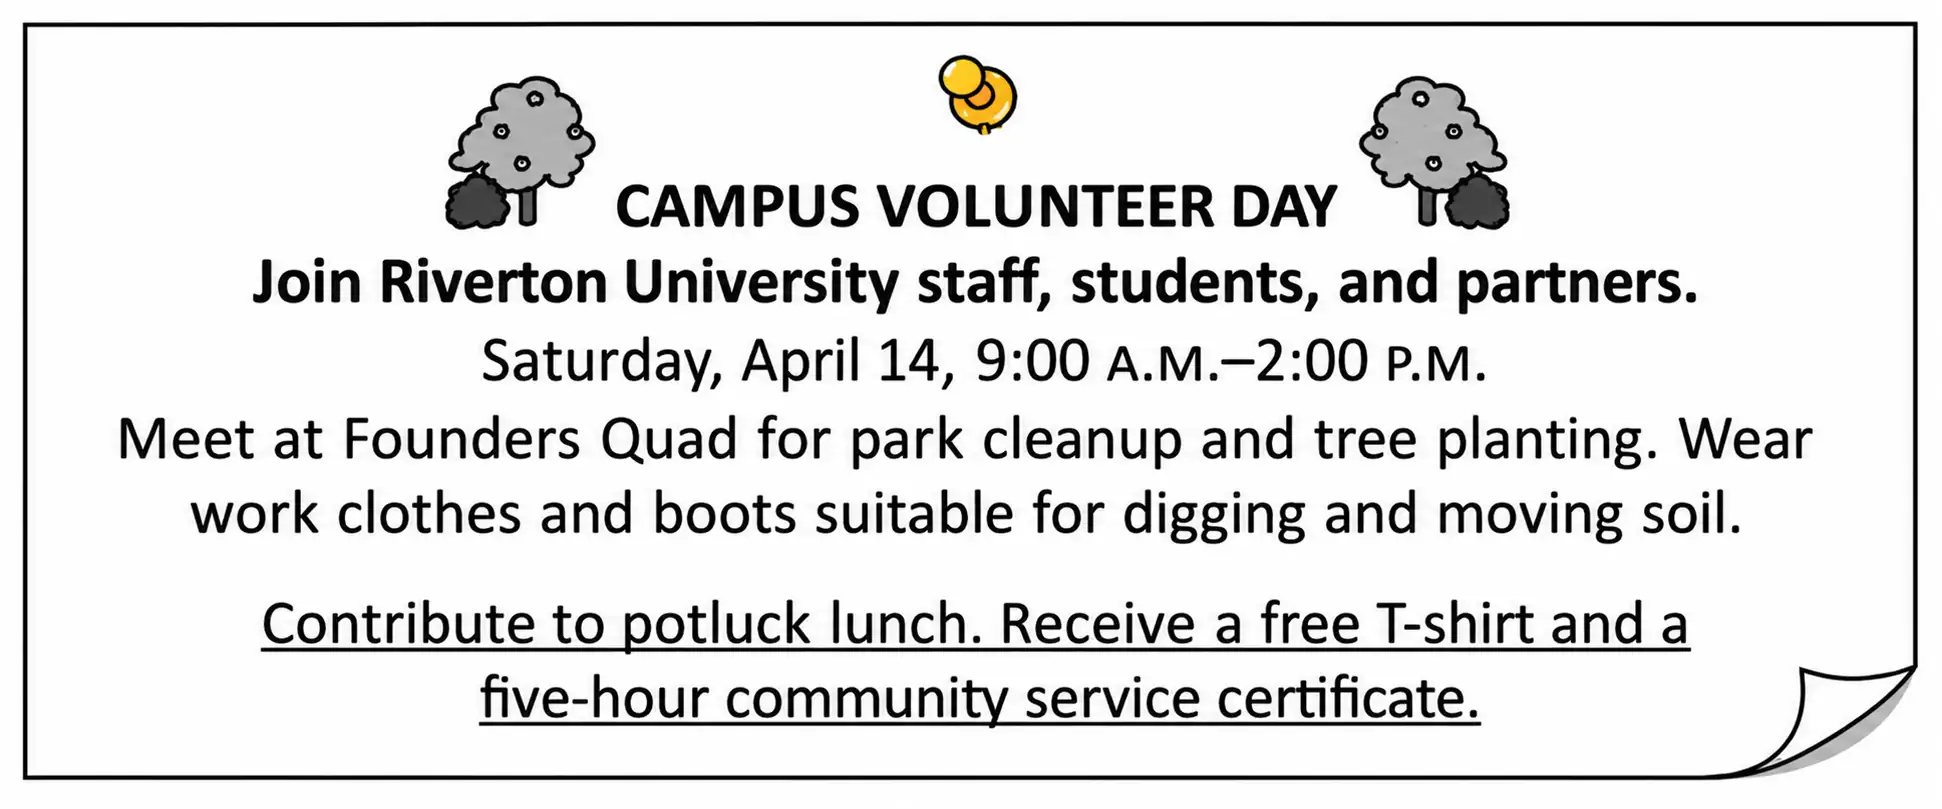 CAMPUS VOLUNTEER DAY
Join Riverton University staff, students, and partners.
Saturday, April 14, 9:00 A.M.–2:00 P.M.
Meet at Founders Quad for park cleanup and tree planting. Wear
work clothes and boots suitable for digging and moving soil.
Contribute to potluck lunch. Receive a free T-shirt and a
five-hour community service certificate.